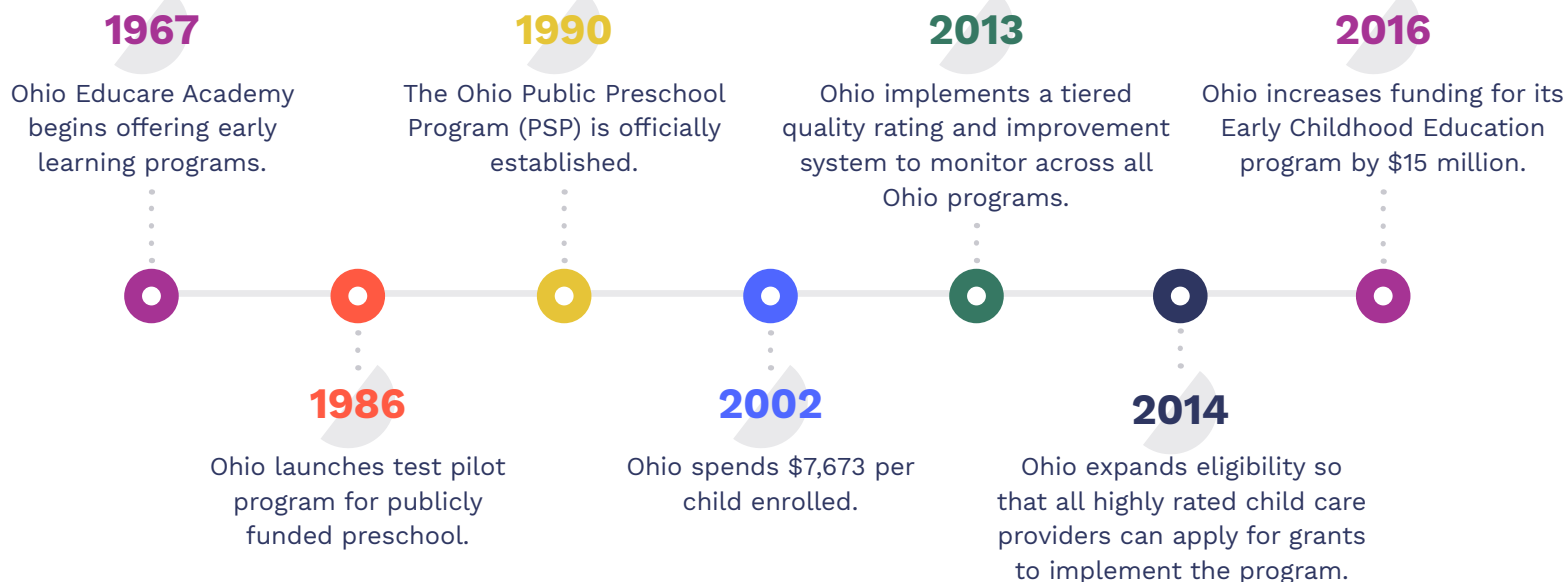 1967
Ohio Educare Academy
begins offering early
learning programs.
1986
Ohio launches test pilot
program for publicly
funded preschool.
1990
The Ohio Public Preschool
Program (PSP) is officially
established.
2002
Ohio spends $7,673 per
child enrolled.
2013
Ohio implements a tiered
quality rating and improvement
system to monitor across all
Ohio programs.
2014
Ohio expands eligibility so
that all highly rated child care
providers can apply for grants
to implement the program.
2016
Ohio increases funding for its
Early Childhood Education
program by $15 million.